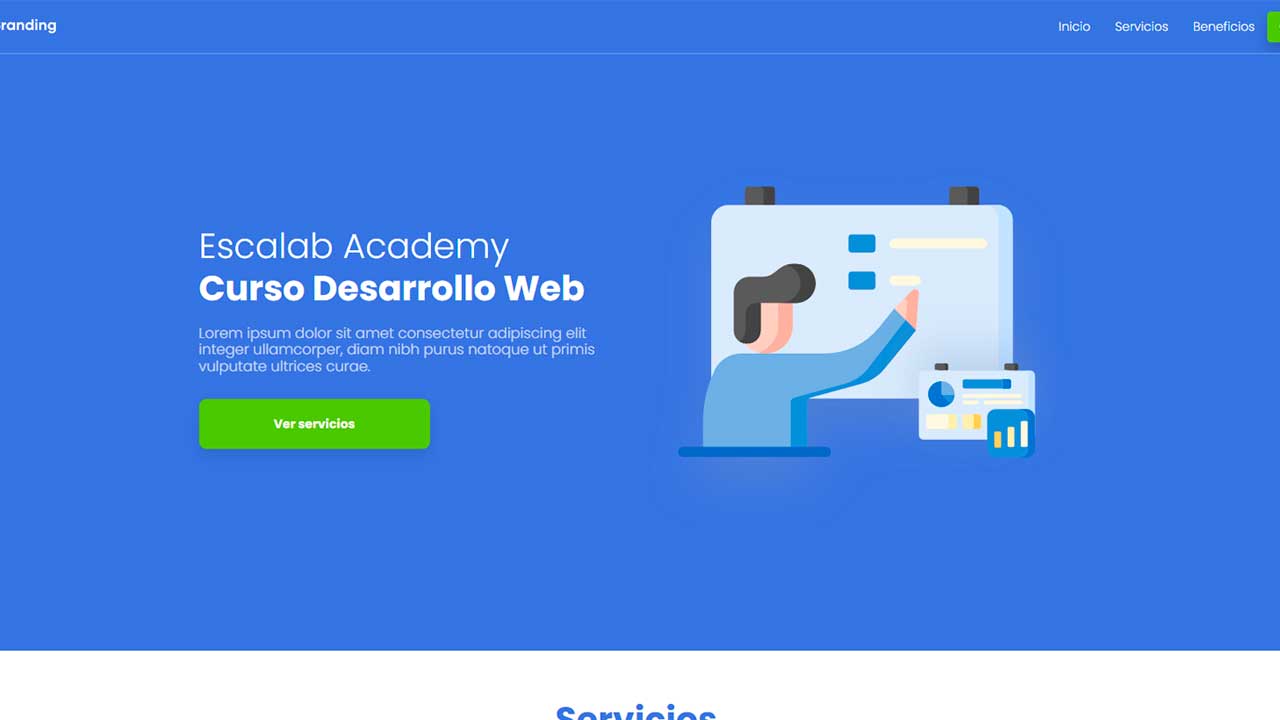 randing
Inicio
Servicios
Beneficios
Escalab Academy
Curso Desarrollo Web
Lorem ipsum dolor sit amet consectetur adipiscing elit
integer ullamcorper, diam nibh purus natoque ut primis
vulputate ultrices curae.
Ver servicios
Servicios